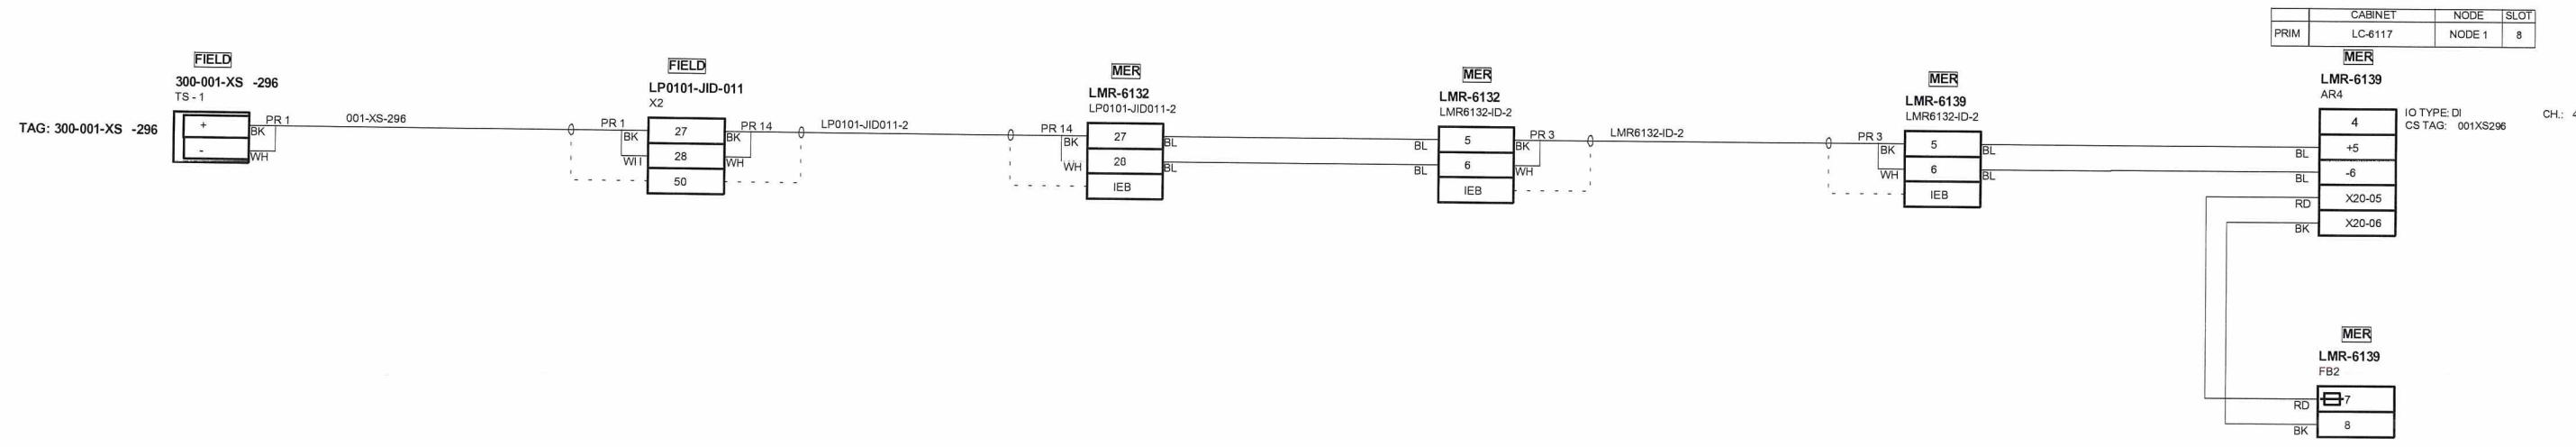 CABINET NODE SLOT
PRIM LC-6117 NODE 1 8
TAG: 300-001-XS -296
FIELD
300-001-XS -296
TS - 1
+
-
BK
WH
PR 1
001-XS-296
PR 1
BK
FIELD
LP0101-JID-011
X2
27
28
50
BK
WH
PR 14
LP0101-JID011-2
PR 14
BK
WH
MER
LMR-6132
LP0101-JID011-2
27
28
IEB
BL
BL
BL
BL
MER
LMR-6132
LMR6132-ID-2
5
6
IEB
BK
WH
PR 3
LMR6132-ID-2
PR 3
BK
WH
MER
LMR-6139
LMR6132-ID-2
5
6
IEB
BL
BL
BL
BL
RD
BK
MER
LMR-6139
AR4
4
+5
-6
X20-05
X20-06
IO TYPE: DI CH.: 4
CS TAG: 001XS296
MER
LMR-6139
FB2
RD
BK
7
8